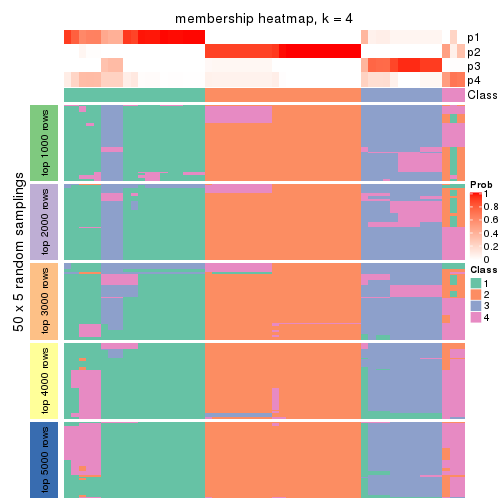 membership heatmap, k = 4
p1
p2
p3
p4
Class
50 x 5 random samplings
top 1000 rows
top 2000 rows
top 3000 rows
top 4000 rows
top 5000 rows
Prob
1
0.8
0.6
0.4
0.2
0
Class
1
2
3
4